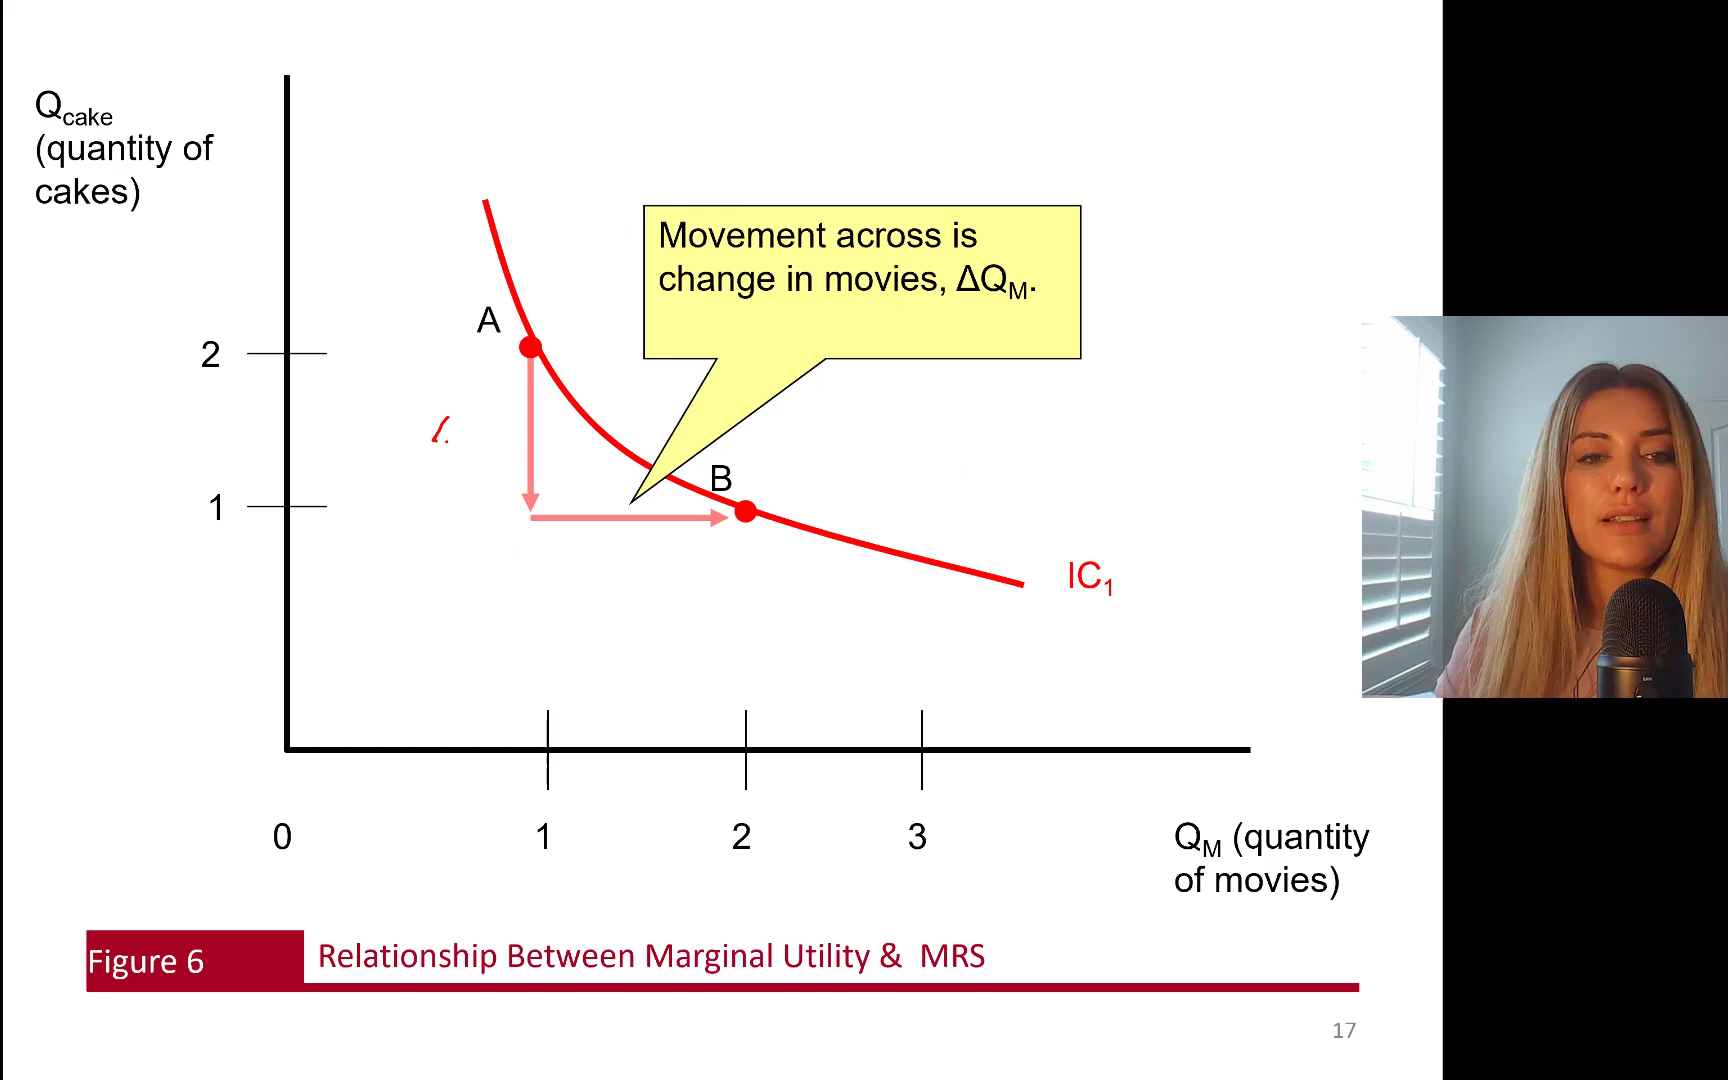 Q_cake
(quantity of
cakes)
Movement across is
change in movies, ΔQ_M.
A
2
B
1
IC₁
0
1
2
3
Q_M (quantity
of movies)
Figure 6
Relationship Between Marginal Utility & MRS
17